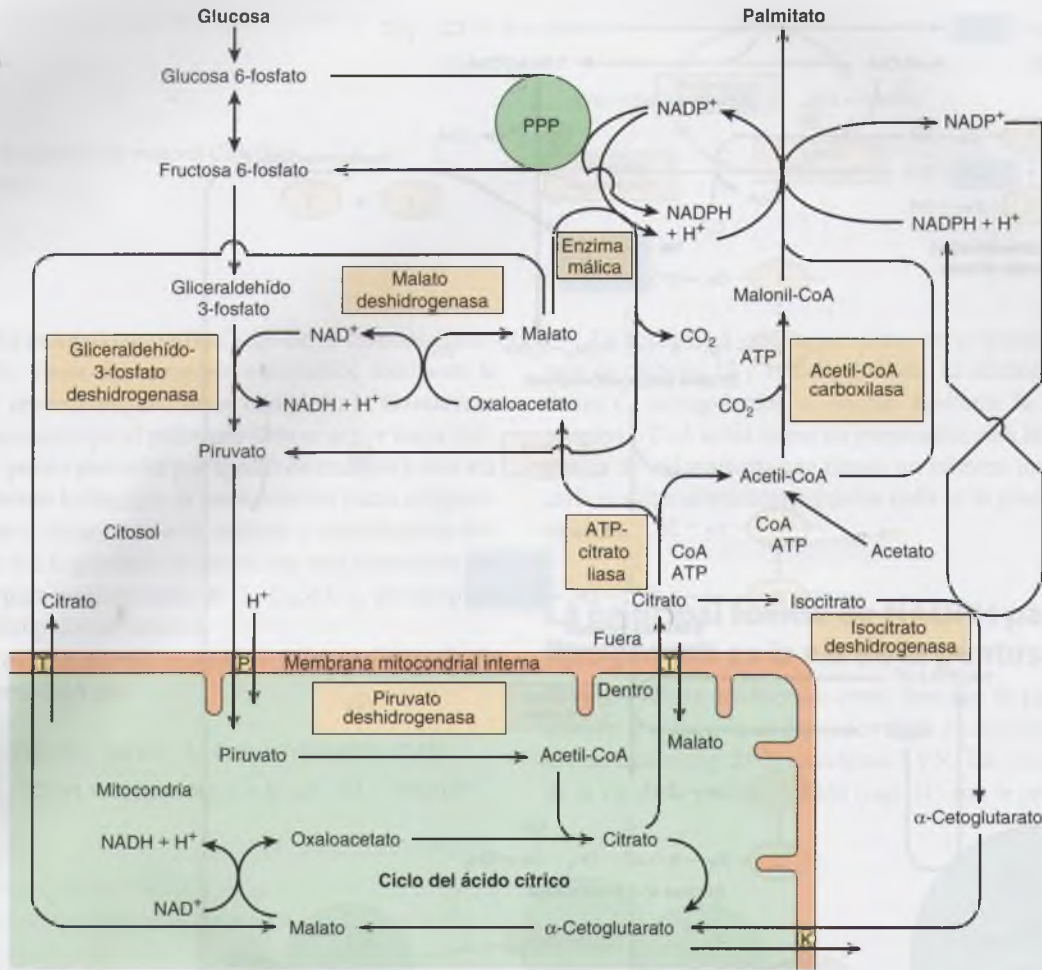 Glucosa
Palmitato
Glucosa 6-fosfato
PPP
NADP+
NADP+
Fructosa 6-fosfato
NADPH
+ H+
NADPH + H+
Enzima
málica
Gliceraldehído
3-fosfato
Malato
deshidrogenasa
Malonil-CoA
NAD+
Malato
CO2
ATP
Gliceraldehído-
3-fosfato
deshidrogenasa
Acetil-CoA
carboxilasa
NADH + H+
Oxaloacetato
CO2
Piruvato
Acetil-CoA
Citosol
ATP-
citrato
liasa
CoA
ATP
CoA
ATP
Acetato
Citrato
H+
Citrato
Isocitrato
Fuera
Isocitrato
deshidrogenasa
T
P
Membrana mitocondrial interna
T
Dentro
Piruvato
deshidrogenasa
Piruvato
Acetil-CoA
Malato
Mitocondria
α-Cetoglutarato
NADH + H+
Oxaloacetato
Citrato
Ciclo del ácido cítrico
NAD+
Malato
α-Cetoglutarato
K